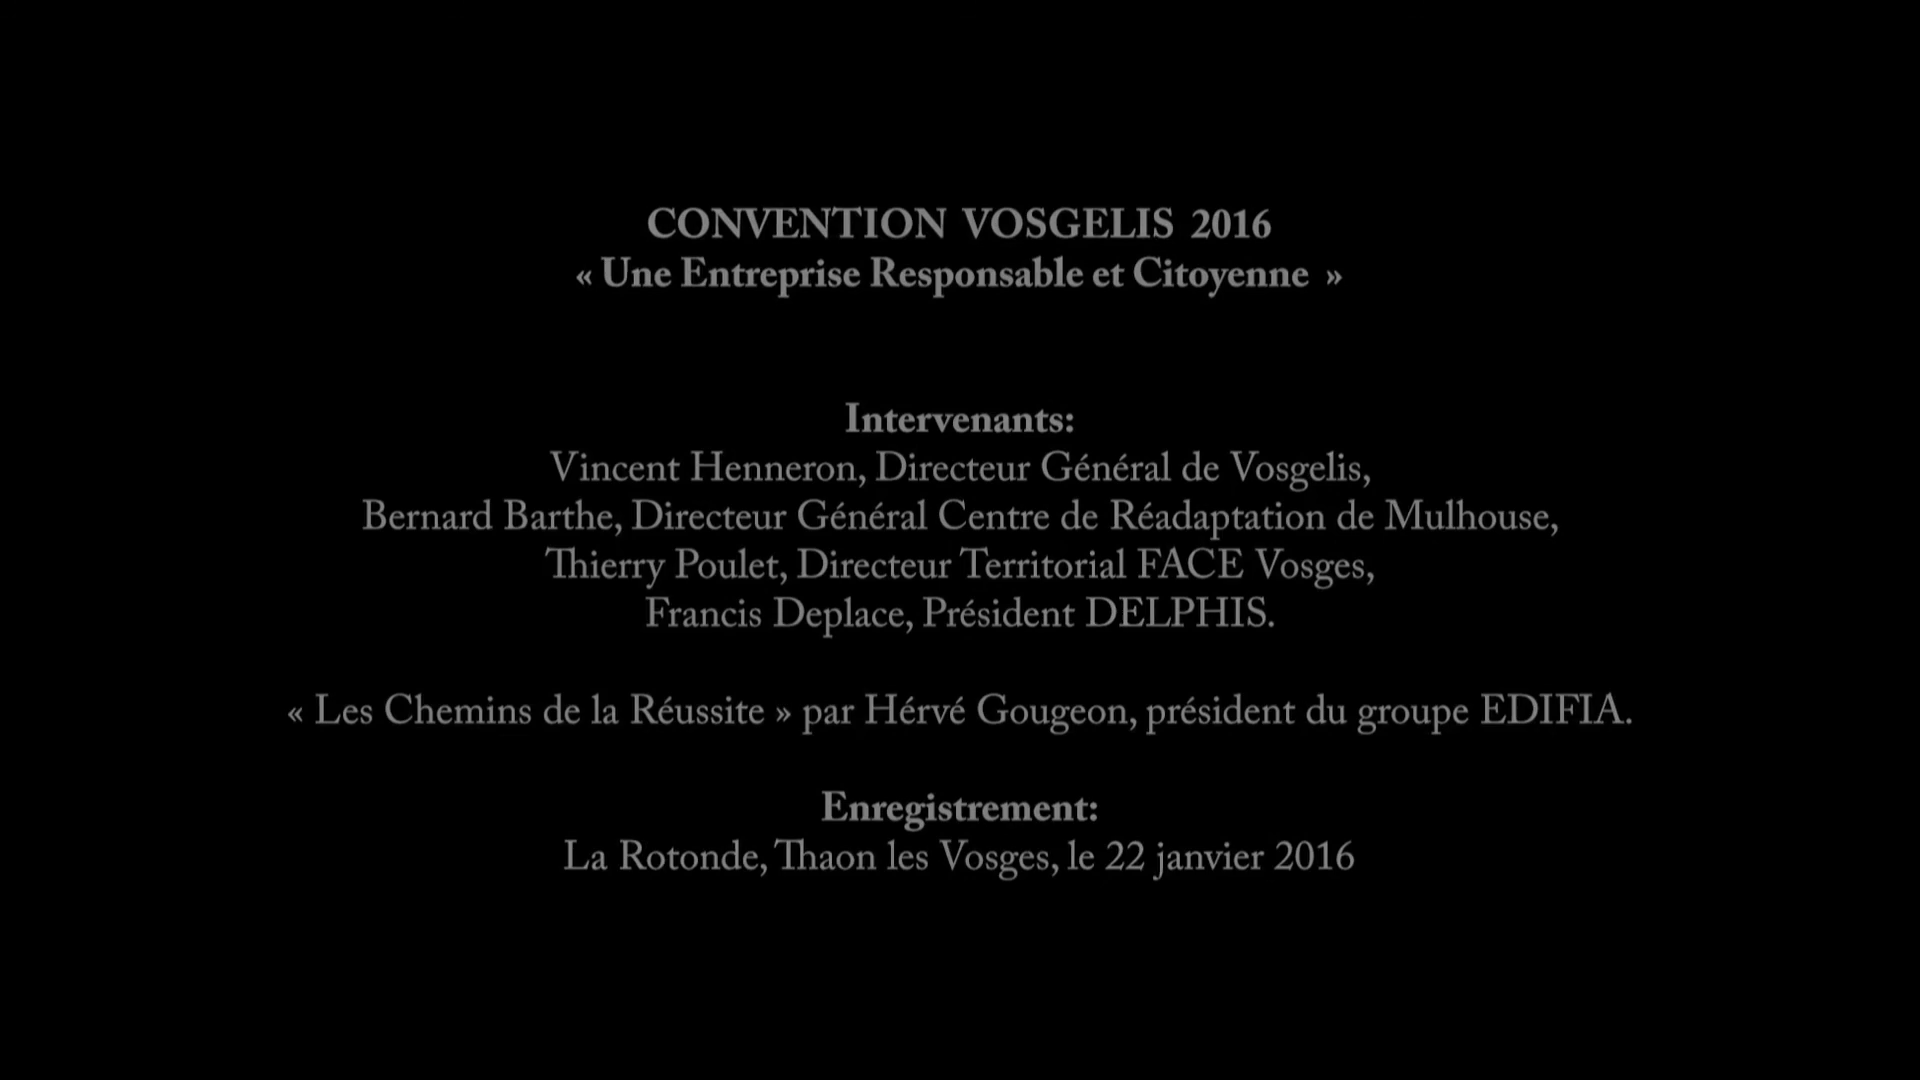 CONVENTION VOSGELIS 2016
« Une Entreprise Responsable et Citoyenne »
Intervenants:
Vincent Henneron, Directeur Général de Vosgelis,
Bernard Barthe, Directeur Général Centre de Réadaptation de Mulhouse,
Thierry Poulet, Directeur Territorial FACE Vosges,
Francis Deplace, Président DELPHIS.
« Les Chemins de la Réussite » par Hérvé Gougeon, président du groupe EDIFIA.
Enregistrement:
La Rotonde, Thaon les Vosges, le 22 janvier 2016